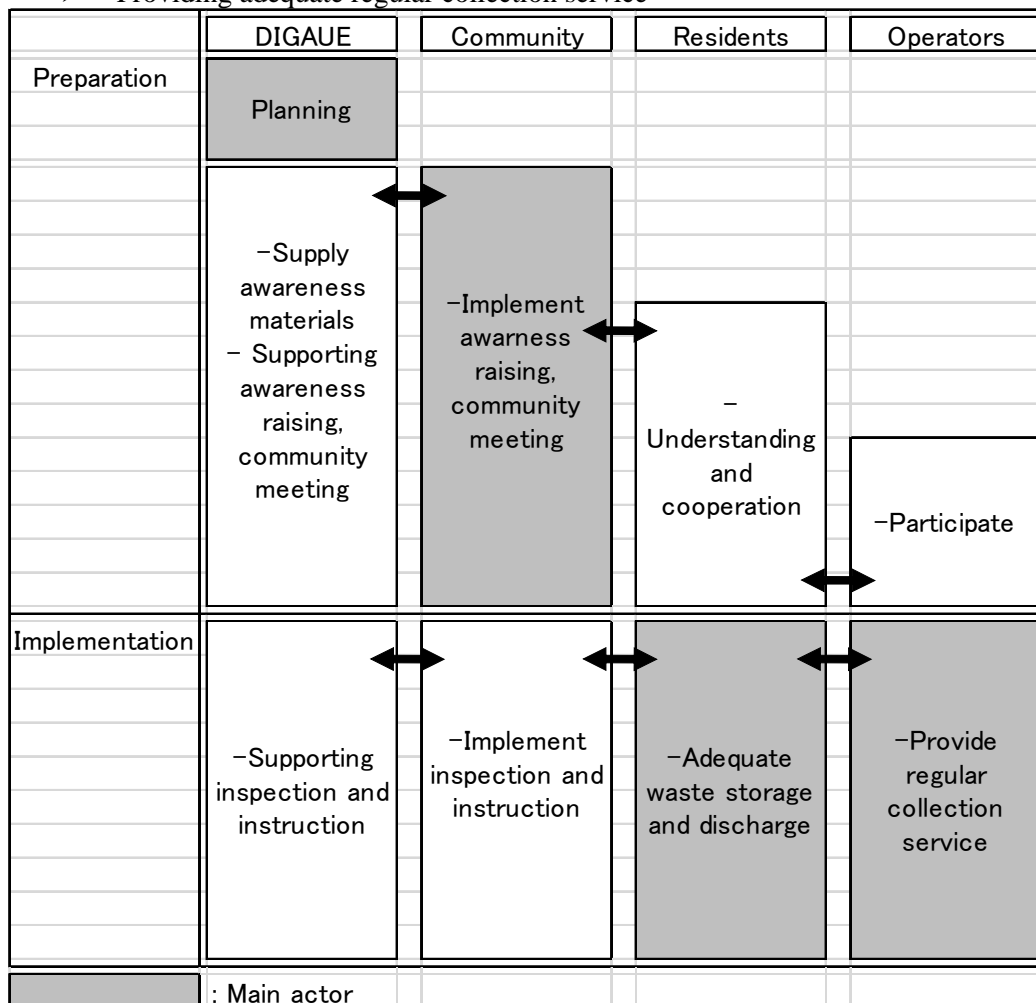 Providing adequate regular collection service
DIGAUE
Community
Residents
Operators
Preparation
Planning
-Supply
awareness
materials
- Supporting
awareness
raising,
community
meeting
-Implement
awarness
raising,
community
meeting
-
Understanding
and
cooperation
-Participate
Implementation
-Supporting
inspection and
instruction
-Implement
inspection and
instruction
-Adequate
waste storage
and discharge
-Provide
regular
collection
service
: Main actor